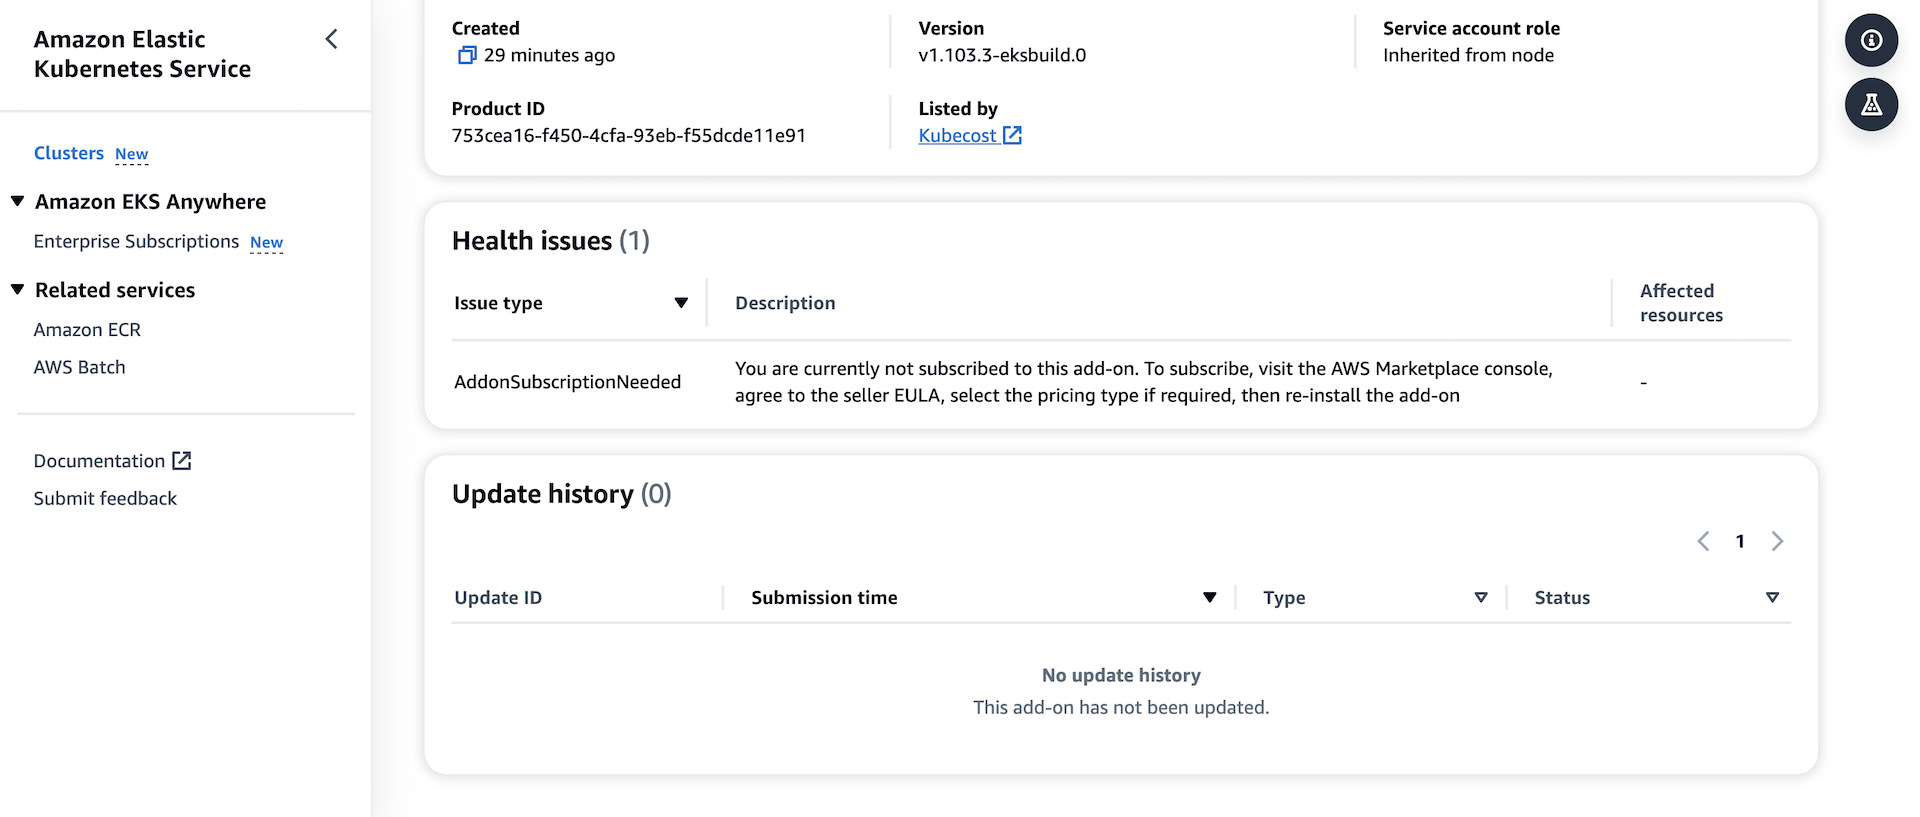 Amazon Elastic
Kubernetes Service
Clusters New
Amazon EKS Anywhere
Enterprise Subscriptions New
Related services
Amazon ECR
AWS Batch
Documentation
Submit feedback
Created
29 minutes ago
Version
v1.103.3-eksbuild.0
Service account role
Inherited from node
Product ID
753cea16-f450-4cfa-93eb-f55dcde11e91
Listed by
Kubecost
Health issues (1)
Issue type
Description
Affected
resources
AddonSubscriptionNeeded
You are currently not subscribed to this add-on. To subscribe, visit the AWS Marketplace console,
agree to the seller EULA, select the pricing type if required, then re-install the add-on
-
Update history (0)
1
Update ID
Submission time
Type
Status
No update history
This add-on has not been updated.